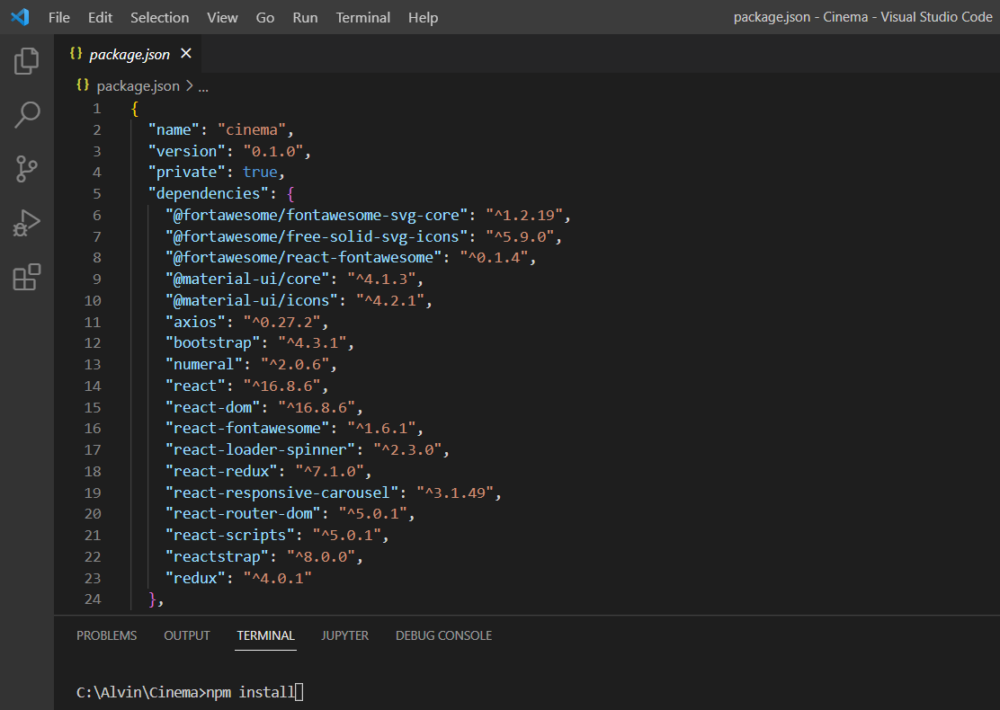 File Edit Selection View Go Run Terminal Help package.json - Cinema - Visual Studio Code
{} package.json ×
{} package.json > ...
1 {
2 "name": "cinema",
3 "version": "0.1.0",
4 "private": true,
5 "dependencies": {
6 "@fortawesome/fontawesome-svg-core": "^1.2.19",
7 "@fortawesome/free-solid-svg-icons": "^5.9.0",
8 "@fortawesome/react-fontawesome": "^0.1.4",
9 "@material-ui/core": "^4.1.3",
10 "@material-ui/icons": "^4.2.1",
11 "axios": "^0.27.2",
12 "bootstrap": "^4.3.1",
13 "numeral": "^2.0.6",
14 "react": "^16.8.6",
15 "react-dom": "^16.8.6",
16 "react-fontawesome": "^1.6.1",
17 "react-loader-spinner": "^2.3.0",
18 "react-redux": "^7.1.0",
19 "react-responsive-carousel": "^3.1.49",
20 "react-router-dom": "^5.0.1",
21 "react-scripts": "^5.0.1",
22 "reactstrap": "^8.0.0",
23 "redux": "^4.0.1"
24 },
PROBLEMS OUTPUT TERMINAL JUPYTER DEBUG CONSOLE
C:\Alvin\Cinema>npm install